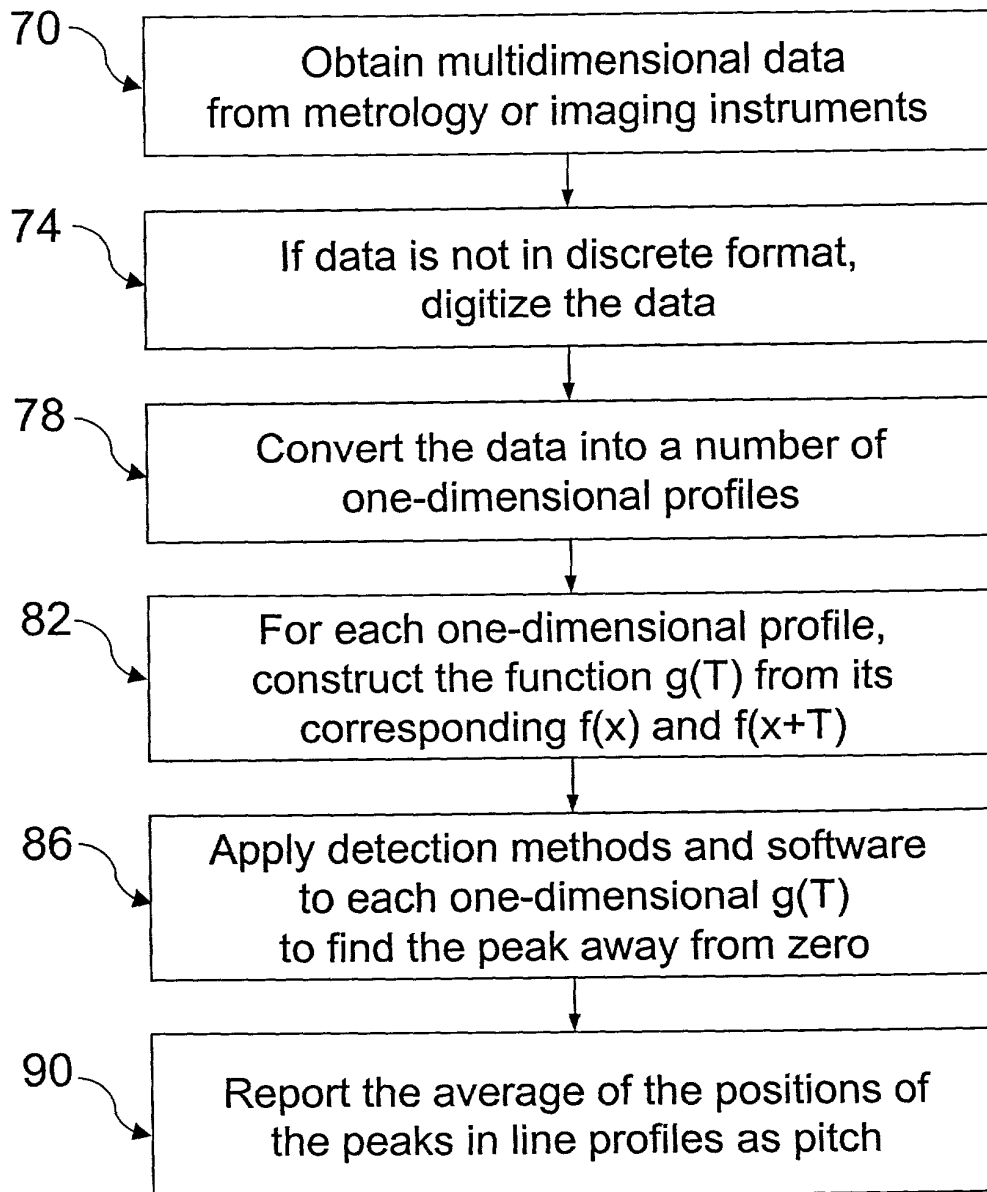 70
Obtain multidimensional data
from metrology or imaging instruments
74
If data is not in discrete format,
digitize the data
78
Convert the data into a number of
one-dimensional profiles
82
For each one-dimensional profile,
construct the function g(T) from its
corresponding f(x) and f(x+T)
86
Apply detection methods and software
to each one-dimensional g(T)
to find the peak away from zero
90
Report the average of the positions of
the peaks in line profiles as pitch